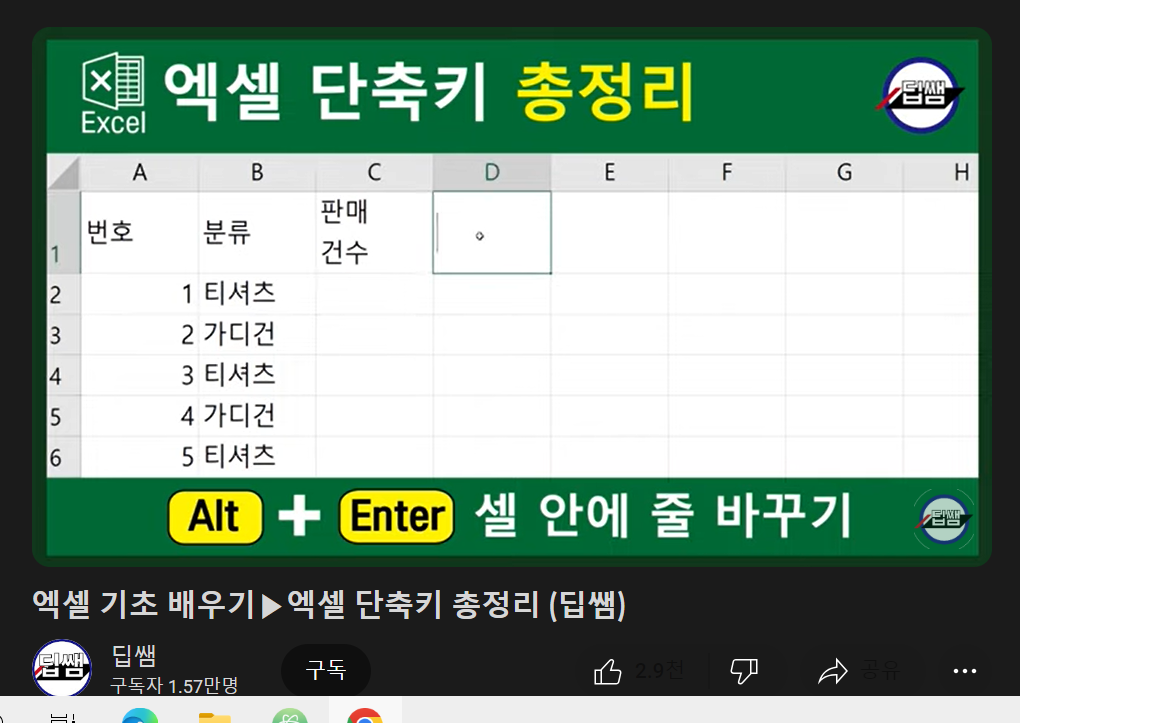 Excel
엑셀 단축키 총정리
딥쌤
A B C D E F G H
1 번호 분류 판매
건수
2 1 티셔츠
3 2 가디건
4 3 티셔츠
5 4 가디건
6 5 티셔츠
Alt + Enter 셀 안에 줄 바꾸기
딥쌤
엑셀 기초 배우기▶엑셀 단축키 총정리 (딥쌤)
딥쌤
딥쌤
구독자 1.57만명
구독
2.9천
공유